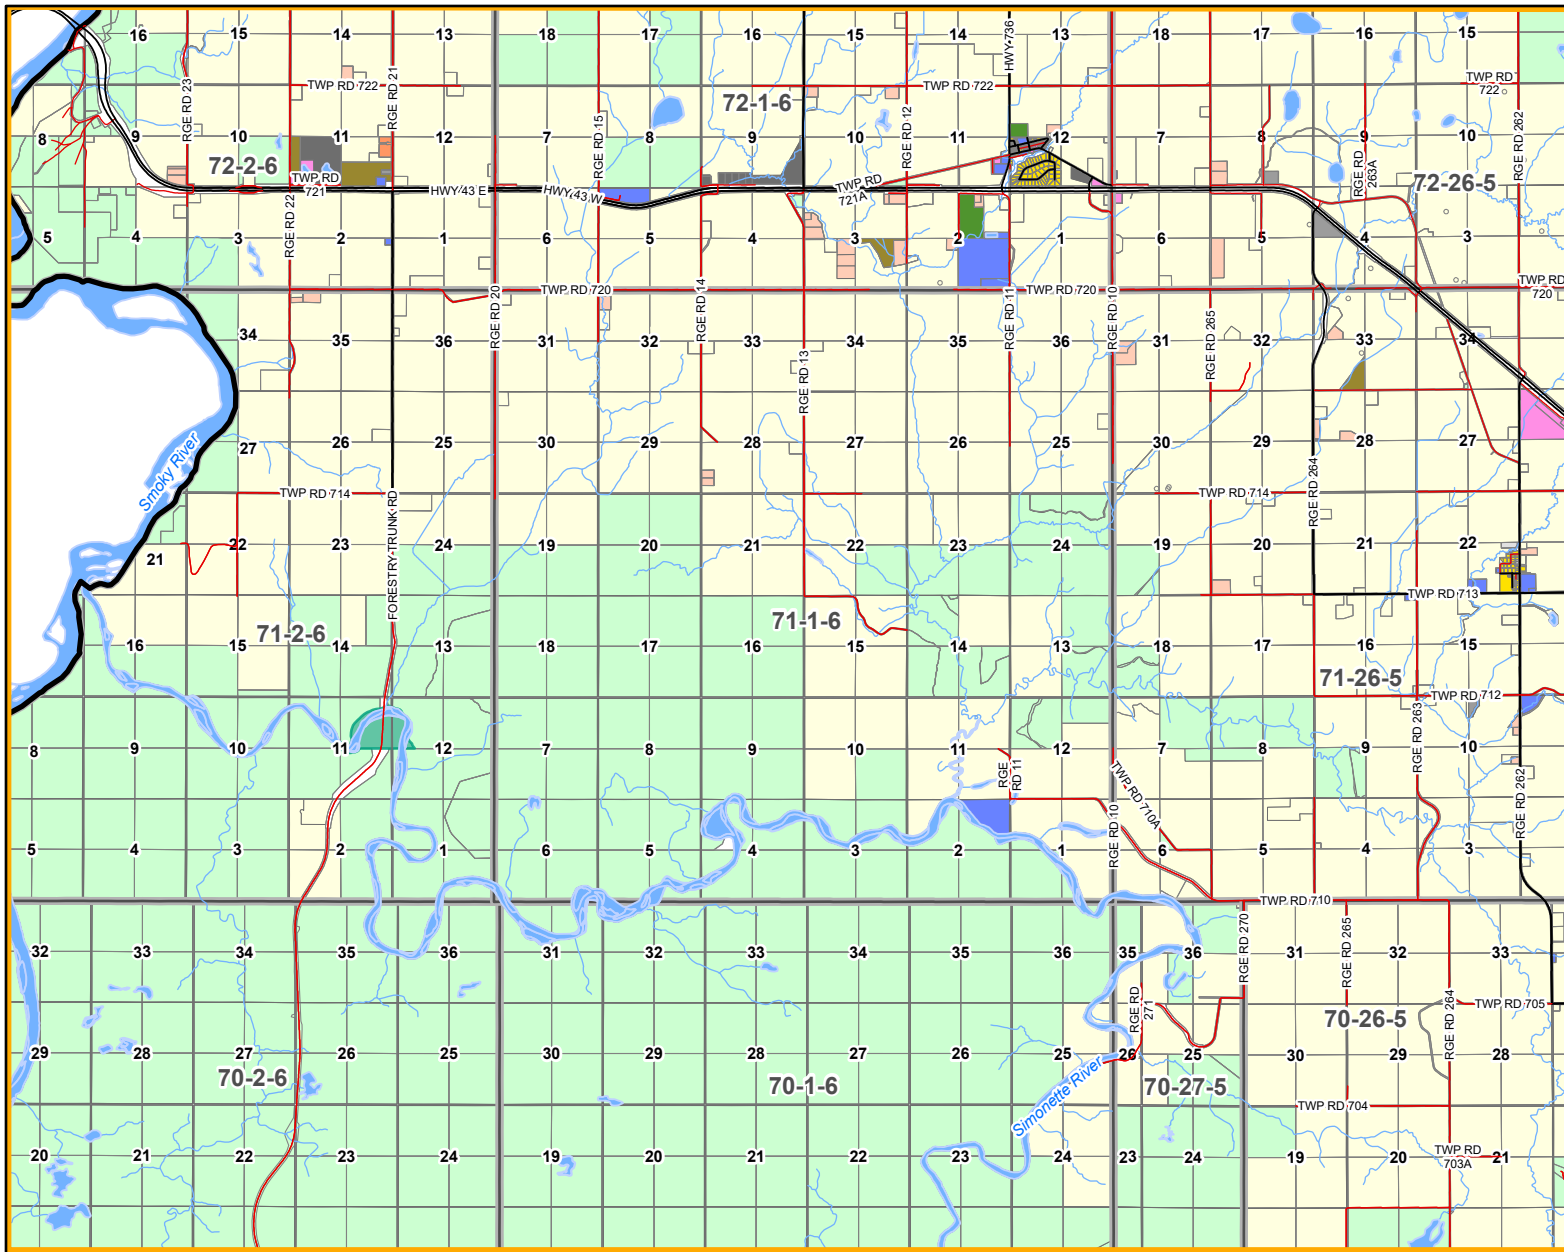 16 15 14 13 18 17 16 15 14 13 18 17 16 15
HWY 736
RGE RD 23
RGE RD 21
TWP RD 722
TWP RD 722
TWP RD
722
72-1-6
RGE RD 15
RGE RD 12
RGE RD 262
8 9 10 11 12 7 8 9 10 11 12 7 8 9 10
72-2-6
TWP RD
721
HWY 43 E
HWY 43 W
TWP RD
721A
RGE RD
263A
72-26-5
RGE RD 22
5 4 3 2 1 6 5 4 3 2 1 6 5 4 3
TWP RD 720
TWP RD 720
TWP RD
720
RGE RD 20
RGE RD 14
RGE RD 13
RGE RD 11
RGE RD 10
RGE RD 265
34 35 36 31 32 33 34 35 36 31 32 33 34
27 26 25 30 29 28 27 26 25 30 29 28 27
Smoky River
TWP RD 714
FORESTRY TRUNK RD
TWP RD 714
RGE RD 264
21 22 23 24 19 20 21 22 23 24 19 20 21 22
TWP RD 713
71-2-6
71-1-6
16 15 14 13 18 17 16 15 14 13 18 17 16 15
71-26-5
TWP RD 712
RGE RD 263
8 9 10 11 12 7 8 9 10 11 12 7 8 9 10
RGE
RD 11
TWP RD 710A
RGE RD 10
RGE RD 262
5 4 3 2 1 6 5 4 3 2 1 6 5 4 3
TWP RD 710
RGE RD 270
RGE RD 265
32 33 34 35 36 31 32 33 34 35 36 35 36 31 32 33
RGE RD
271
RGE RD 264
TWP RD 705
70-26-5
29 28 27 26 25 30 29 28 27 26 25 26 25 30 29 28
70-2-6
70-1-6
70-27-5
Simonette River
TWP RD 704
20 21 22 23 24 19 20 21 22 23 24 23 24 19 20 21
TWP RD
703A